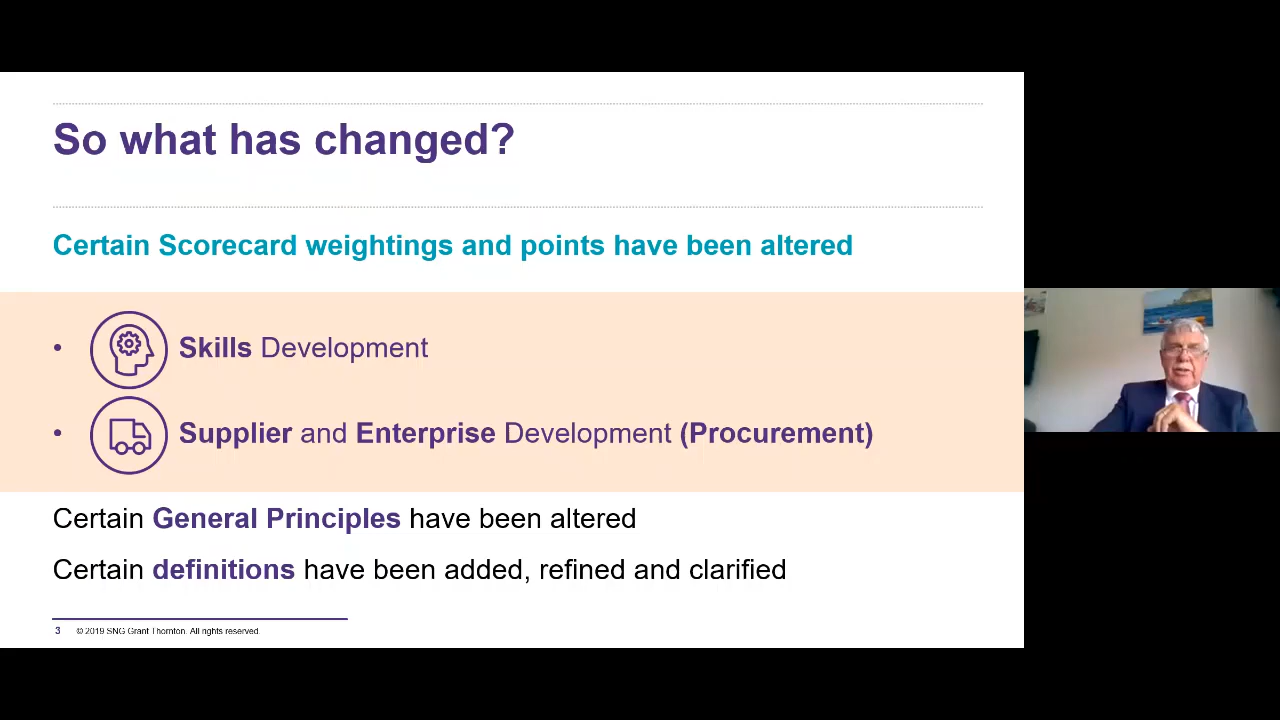 So what has changed?
Certain Scorecard weightings and points have been altered
• Skills Development
• Supplier and Enterprise Development (Procurement)
Certain General Principles have been altered
Certain definitions have been added, refined and clarified
3 © 2019 SNG Grant Thornton. All rights reserved.